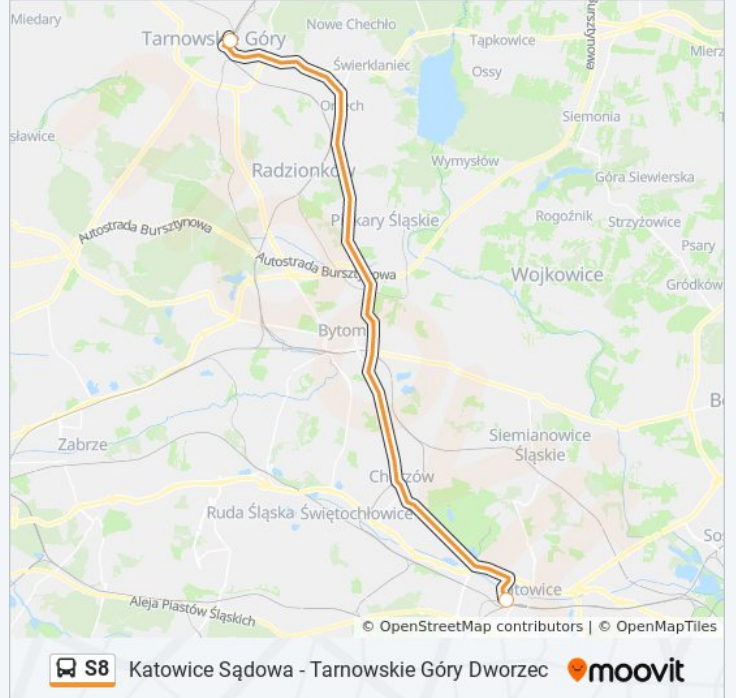 Miedary
Nowe Chechło
Bursztynowa
Tarnowskie Góry
Tąpkowice
Świerklaniec
Ossy
Orzech
Siemonia
Wymysłów
Radzionków
Góra Siewierska
Piekary Śląskie
Rogoźnik
Strzyżowice
Autostrada Bursztynowa
Psary
Autostrada Bursztynowa
Wojkowice
Gródków
Bytom
Zabrze
Siemianowice
Śląskie
Chorzów
Ruda Śląska
Świętochłowice
Katowice
Aleja Piastów Śląskich
© OpenStreetMap contributors | © OpenMapTiles
S8 Katowice Sądowa - Tarnowskie Góry Dworzec moovit